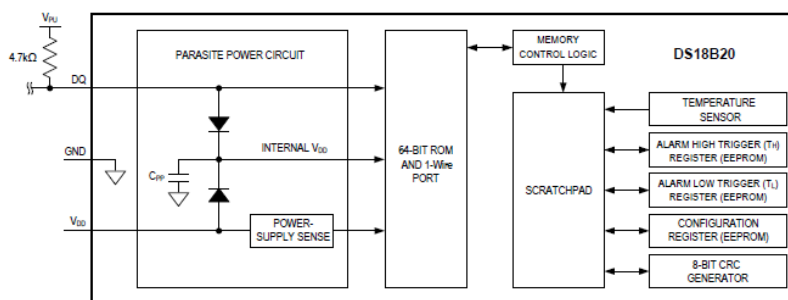 VPU
4.7kΩ
DQ
GND
VDD
PARASITE POWER CIRCUIT
INTERNAL VDD
CPP
POWER-
SUPPLY SENSE
64-BIT ROM
AND 1-Wire
PORT
MEMORY
CONTROL LOGIC
SCRATCHPAD
DS18B20
TEMPERATURE
SENSOR
ALARM HIGH TRIGGER (TH)
REGISTER (EEPROM)
ALARM LOW TRIGGER (TL)
REGISTER (EEPROM)
CONFIGURATION
REGISTER (EEPROM)
8-BIT CRC
GENERATOR